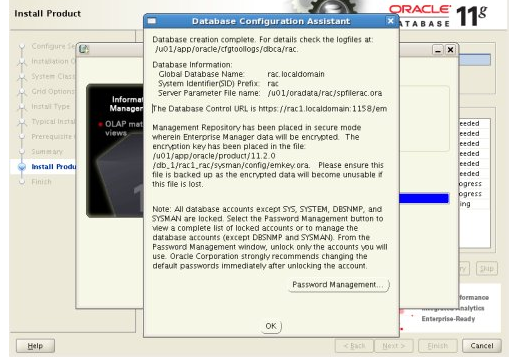 Install Product
ORACLE
DATABASE 11g
Database Configuration Assistant
Database creation complete. For details check the logfiles at:
/u01/app/oracle/cfgtoollogs/dbca/rac.
Database Information:
Global Database Name: rac.localdomain
System Identifier(SID) Prefix: rac
Server Parameter File name: /u01/oradata/rac/spfilerac.ora
The Database Control URL is https://rac1.localdomain:1158/em
Management Repository has been placed in secure mode
wherein Enterprise Manager data will be encrypted. The
encryption key has been placed in the file:
/u01/app/oracle/product/11.2.0
/db_1/rac1_rac/sysman/config/emkey.ora. Please ensure this
file is backed up as the encrypted data will become unusable if
this file is lost.
Note: All database accounts except SYS, SYSTEM, DBSNMP, and
SYSMAN are locked. Select the Password Management button to
view a complete list of locked accounts or to manage the
database accounts (except DBSNMP and SYSMAN). From the
Password Management window, unlock only the accounts you will
use. Oracle Corporation strongly recommends changing the
default passwords immediately after unlocking the account.
Password Management...
OK
Configure Se
Installation O
System Class
Grid Options
Install Type
Typical Instal
Prerequisite
Summary
Install Produ
Finish
Informa
Manager
OLAP mat
views
eeded
eeded
eeded
eeded
eeded
eeded
ogress
ogress
ing
ry
Skip
formance
Integrated Analytics
Enterprise-Ready
Help
< Back
Next >
Finish
Cancel